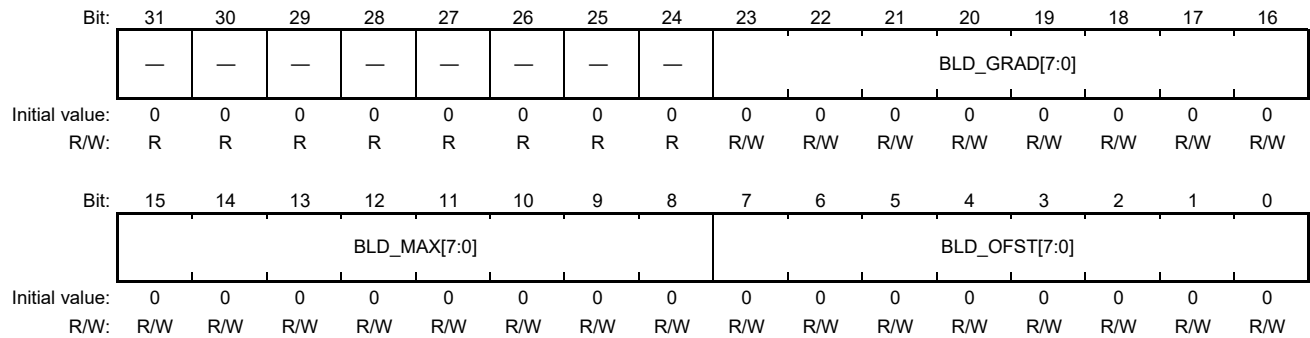 Bit: 31 30 29 28 27 26 25 24 23 22 21 20 19 18 17 16
— — — — — — — — BLD_GRAD[7:0]
Initial value: 0 0 0 0 0 0 0 0 0 0 0 0 0 0 0 0
R/W: R R R R R R R R R/W R/W R/W R/W R/W R/W R/W R/W
Bit: 15 14 13 12 11 10 9 8 7 6 5 4 3 2 1 0
BLD_MAX[7:0] BLD_OFST[7:0]
Initial value: 0 0 0 0 0 0 0 0 0 0 0 0 0 0 0 0
R/W: R/W R/W R/W R/W R/W R/W R/W R/W R/W R/W R/W R/W R/W R/W R/W R/W